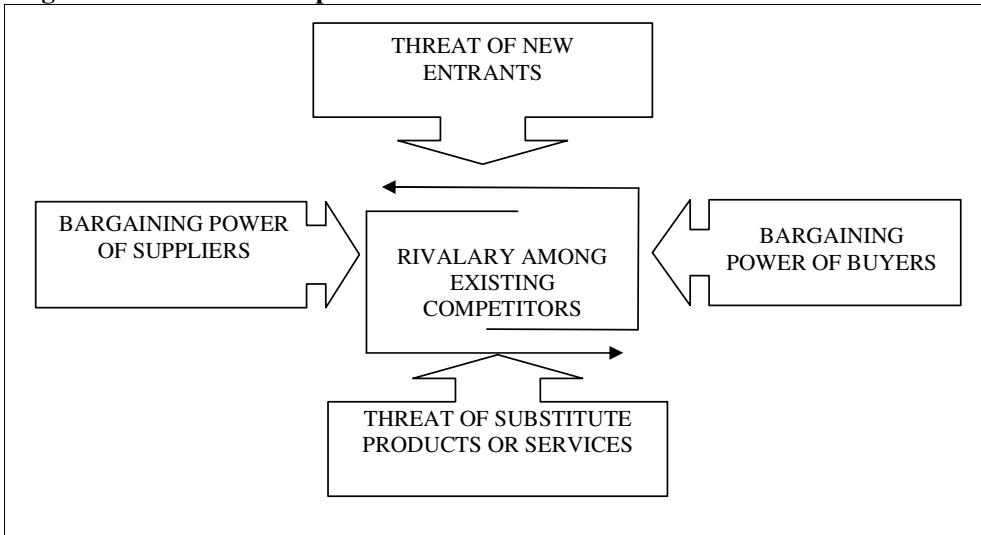 THREAT OF NEW
ENTRANTS
BARGAINING POWER
OF SUPPLIERS
RIVALARY AMONG
EXISTING
COMPETITORS
BARGAINING
POWER OF BUYERS
THREAT OF SUBSTITUTE
PRODUCTS OR SERVICES